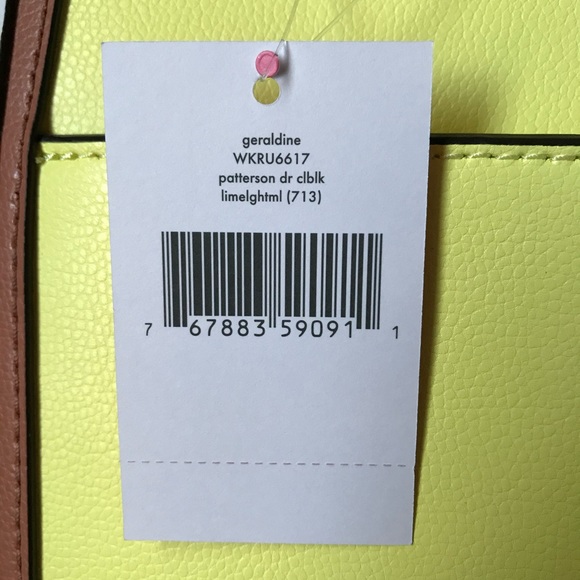 geraldine
WKRU6617
patterson dr clblk
limelghtml (713)
7 67883 59091 1